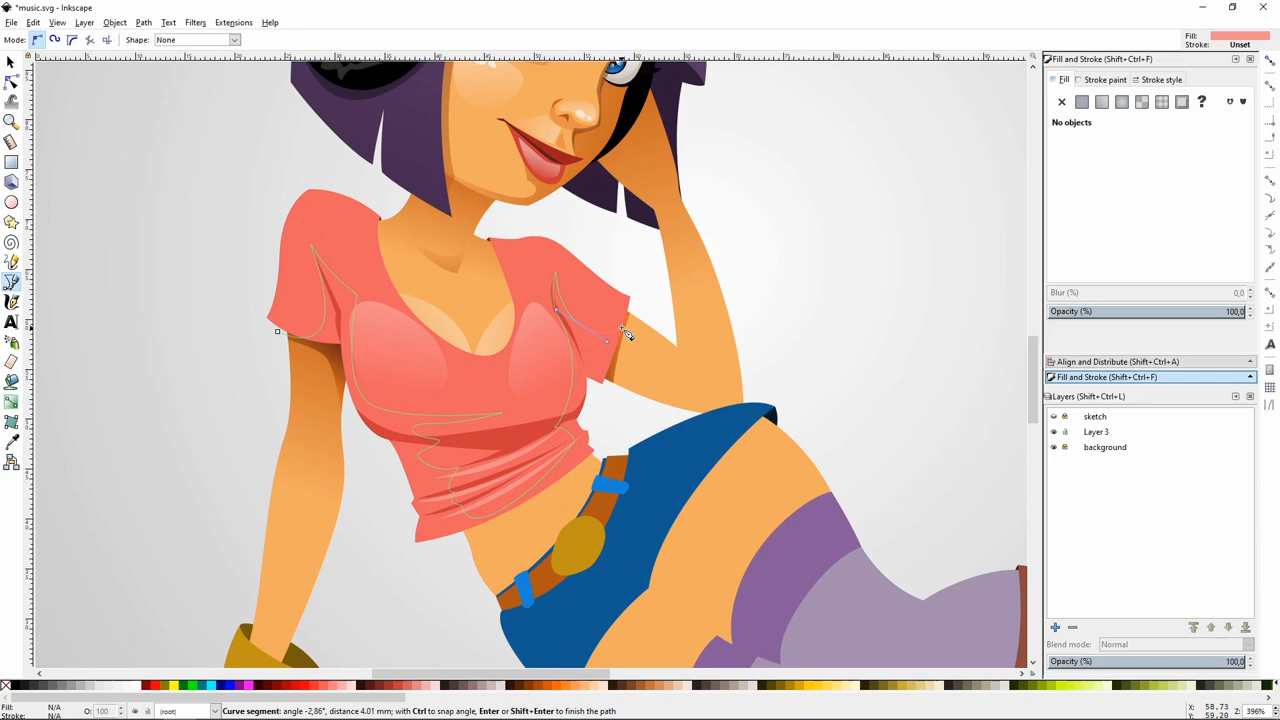 *music.svg - Inkscape
File Edit View Layer Object Path Text Filters Extensions Help
Mode: Shape: None
Fill:
Stroke: Unset
Fill and Stroke (Shift+Ctrl+F)
Fill Stroke paint Stroke style
?
No objects
Blur (%) 0,0
Opacity (%) 100,0
Align and Distribute (Shift+Ctrl+A)
Fill and Stroke (Shift+Ctrl+F)
Layers (Shift+Ctrl+L)
sketch
Layer 3
background
Blend mode: Normal
Opacity (%) 100,0
Fill: N/A
Stroke: N/A
O: 100
(root)
Curve segment: angle -2,86°, distance 4.01 mm; with Ctrl to snap angle, Enter or Shift+Enter to finish the path
X: 58,73
Y: 59,20
Z: 396%